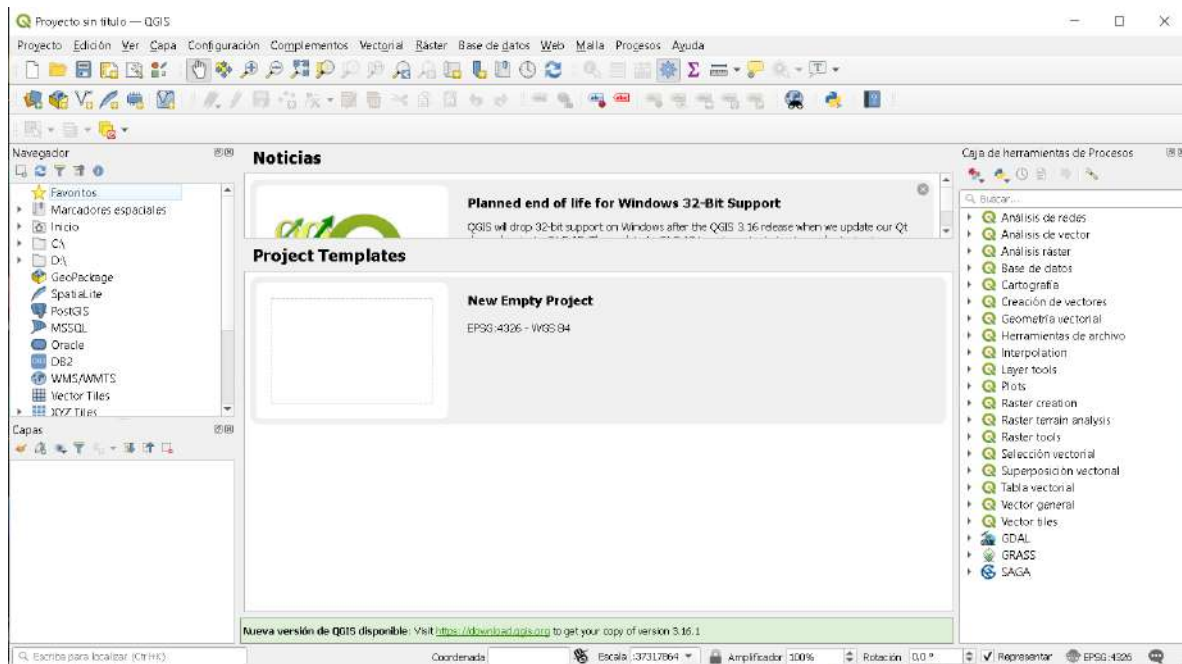 Proyecto sin título — QGIS
Proyecto Edición Ver Capa Configuración Complementos Vectorial Ráster Base de datos Web Malla Procesos Ayuda
Navegador
Favoritos
Marcadores espaciales
Inicio
C:\
D:\
GeoPackage
SpatiaLite
PostGIS
MSSQL
Oracle
DB2
WMS/WMTS
Vector Tiles
XYZ Tiles
Capas
Noticias
Planned end of life for Windows 32-Bit Support
QGIS will drop 32-bit support on Windows after the QGIS 3.16 release when we update our Qt
Project Templates
New Empty Project
EPSG:4326 - WGS 84
Nueva versión de QGIS disponible: Visit https://download.qgis.org to get your copy of version 3.16.1
Caja de herramientas de Procesos
Buscar...
Análisis de redes
Análisis de vector
Análisis ráster
Base de datos
Cartografía
Creación de vectores
Geometría vectorial
Herramientas de archivo
Interpolation
Layer tools
Plots
Raster creation
Raster terrain analysis
Raster tools
Selección vectorial
Superposición vectorial
Tabla vectorial
Vector general
Vector tiles
GDAL
GRASS
SAGA
Escriba para localizar (Ctrl+K) Coordenada Escala :37317864 Amplificador 100% Rotación 0,0 ° Representar EPSG:4326